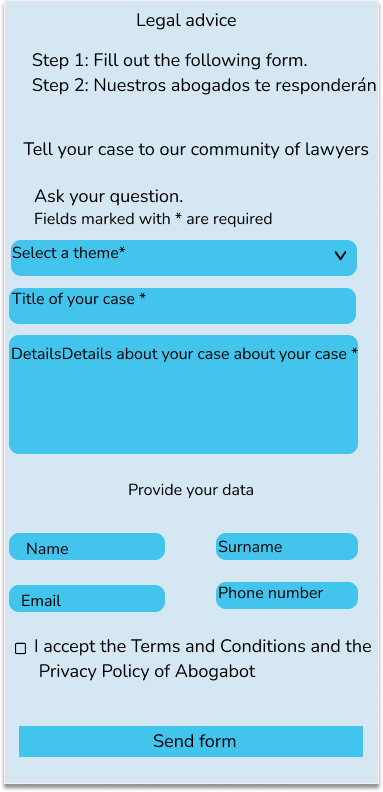 Legal advice
Step 1: Fill out the following form.
Step 2: Nuestros abogados te responderán
Tell your case to our community of lawyers
Ask your question.
Fields marked with * are required
Select a theme*
Title of your case *
DetailsDetails about your case about your case *
Provide your data
Name
Surname
Email
Phone number
I accept the Terms and Conditions and the
Privacy Policy of Abogabot
Send form